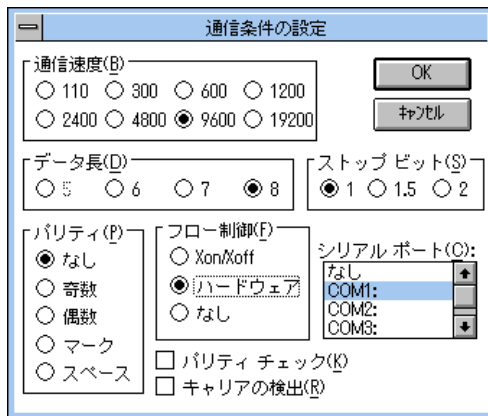 通信条件の設定
通信速度(B)
110 300 600 1200
2400 4800 9600 19200
OK
ｷｬﾝｾﾙ
データ長(D)
5 6 7 8
ストップ ビット(S)
1 1.5 2
パリティ(P)
なし
奇数
偶数
マーク
スペース
フロー制御(F)
Xon/Xoff
ハードウェア
なし
シリアル ポート(C):
なし
COM1:
COM2:
COM3:
パリティ チェック(K)
キャリアの検出(R)